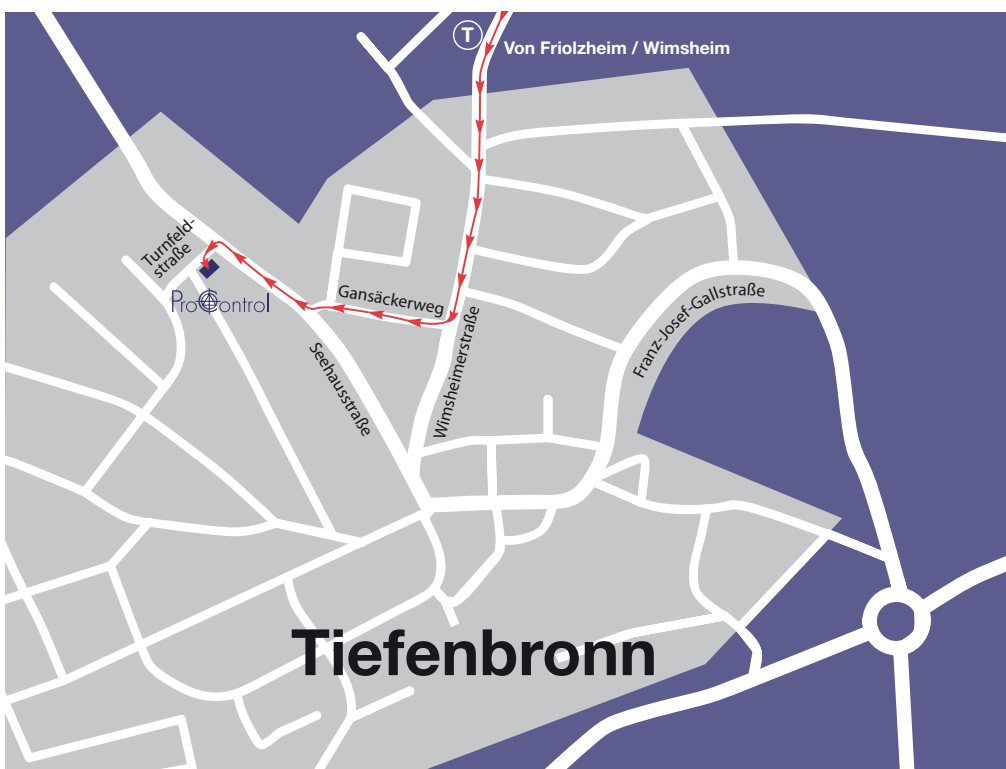 T
Von Friolzheim / Wimsheim
Turnfeld-
straße
ProControl
Gansäckerweg
Franz-Josef-Gallstraße
Seehausstraße
Wimsheimerstraße
Tiefenbronn